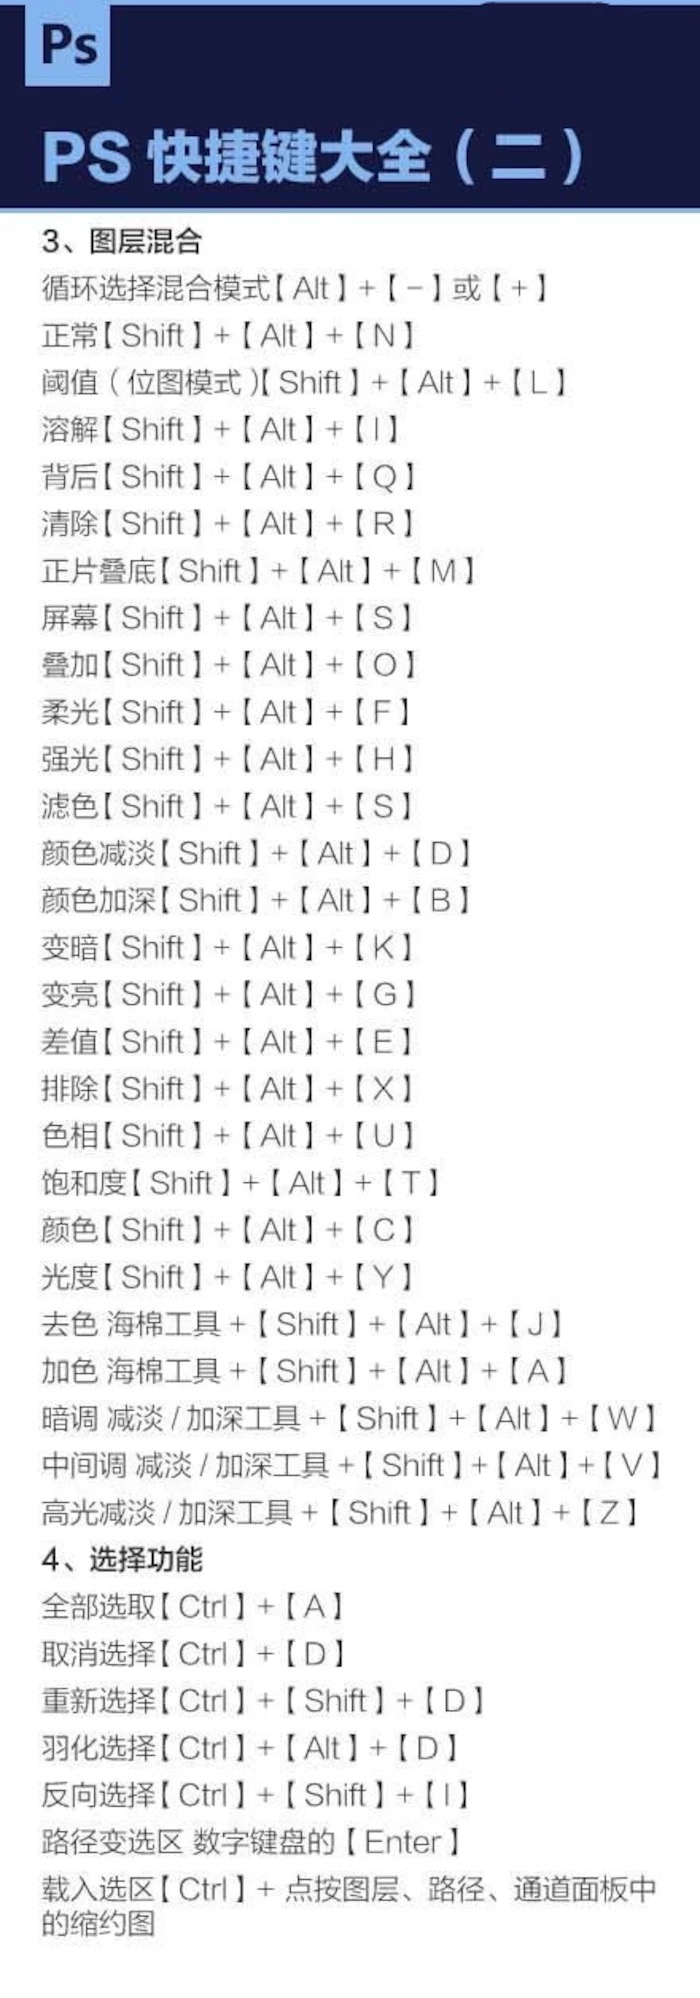 Ps
PS 快捷键大全（二）
3、图层混合
循环选择混合模式【Alt】+【-】或【+】
正常【Shift】+【Alt】+【N】
阈值（位图模式）【Shift】+【Alt】+【L】
溶解【Shift】+【Alt】+【I】
背后【Shift】+【Alt】+【Q】
清除【Shift】+【Alt】+【R】
正片叠底【Shift】+【Alt】+【M】
屏幕【Shift】+【Alt】+【S】
叠加【Shift】+【Alt】+【O】
柔光【Shift】+【Alt】+【F】
强光【Shift】+【Alt】+【H】
滤色【Shift】+【Alt】+【S】
颜色减淡【Shift】+【Alt】+【D】
颜色加深【Shift】+【Alt】+【B】
变暗【Shift】+【Alt】+【K】
变亮【Shift】+【Alt】+【G】
差值【Shift】+【Alt】+【E】
排除【Shift】+【Alt】+【X】
色相【Shift】+【Alt】+【U】
饱和度【Shift】+【Alt】+【T】
颜色【Shift】+【Alt】+【C】
光度【Shift】+【Alt】+【Y】
去色 海棉工具 +【Shift】+【Alt】+【J】
加色 海棉工具 +【Shift】+【Alt】+【A】
暗调 减淡 / 加深工具 +【Shift】+【Alt】+【W】
中间调 减淡 / 加深工具 +【Shift】+【Alt】+【V】
高光减淡 / 加深工具 +【Shift】+【Alt】+【Z】
4、选择功能
全部选取【Ctrl】+【A】
取消选择【Ctrl】+【D】
重新选择【Ctrl】+【Shift】+【D】
羽化选择【Ctrl】+【Alt】+【D】
反向选择【Ctrl】+【Shift】+【I】
路径变选区 数字键盘的【Enter】
载入选区【Ctrl】+ 点按图层、路径、通道面板中
的缩约图